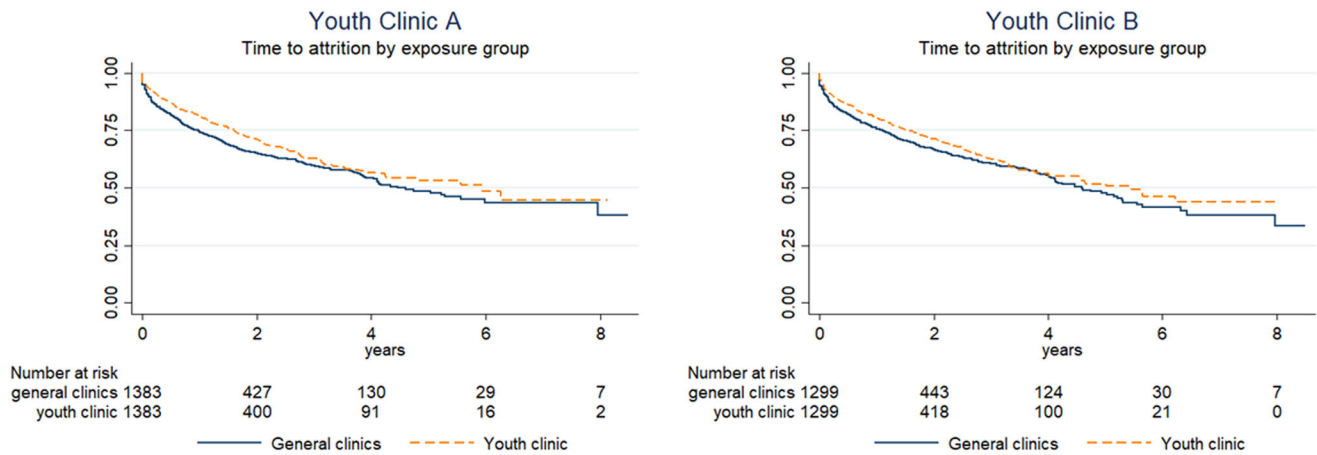 Youth Clinic A
Time to attrition by exposure group
1.00
0.75
0.50
0.25
0.00
0 2 4 6 8
years
Number at risk
general clinics 1383 427 130 29 7
youth clinic 1383 400 91 16 2
General clinics Youth clinic
Youth Clinic B
Time to attrition by exposure group
1.00
0.75
0.50
0.25
0.00
0 2 4 6 8
years
Number at risk
general clinics 1299 443 124 30 7
youth clinic 1299 418 100 21 0
General clinics Youth clinic